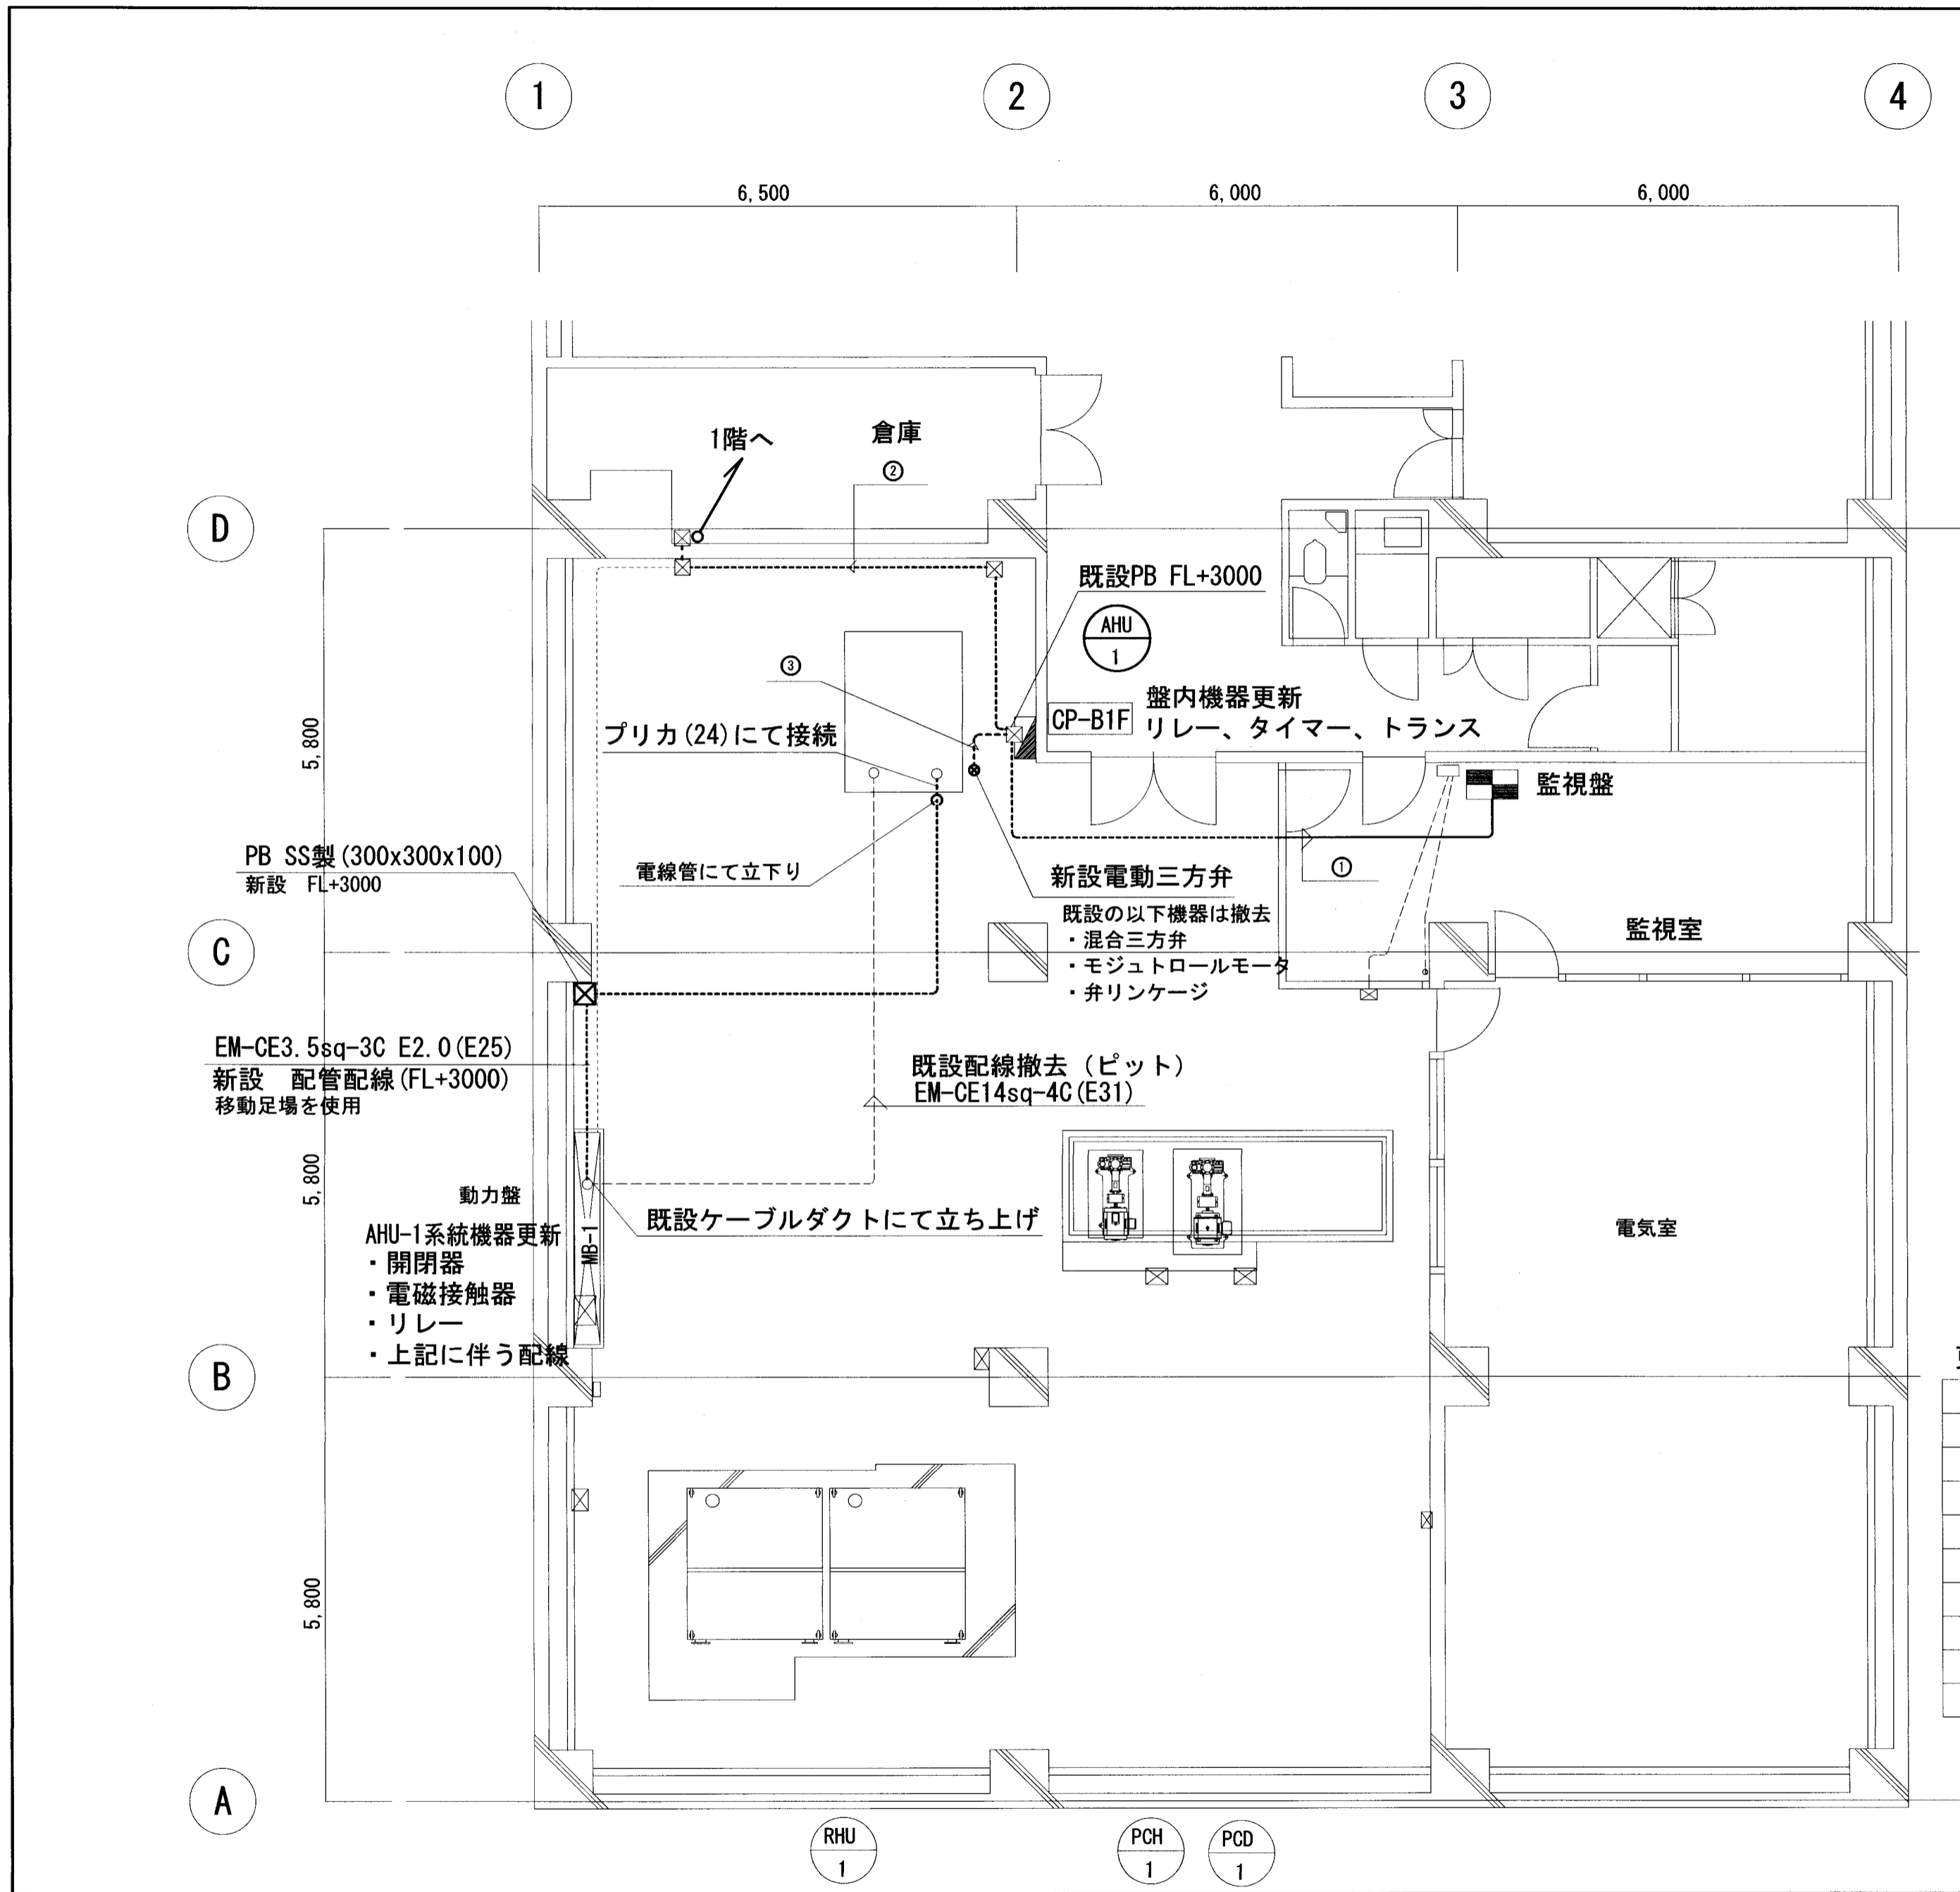 1
2
3
4
6,500
6,000
6,000
1階へ
倉庫
②
D
既設PB FL+3000
AHU
1
③
盤内機器更新
CP-B1F
リレー、タイマー、トランス
プリカ(24)にて接続
5,800
監視盤
PB SS製(300x300x100)
新設 FL+3000
電線管にて立下り
①
新設電動三方弁
既設の以下機器は撤去
・混合三方弁
・モジュトロールモータ
・弁リンケージ
監視室
C
EM-CE3.5sq-3C E2.0(E25)
新設 配管配線(FL+3000)
移動足場を使用
既設配線撤去(ピット)
EM-CE14sq-4C(E31)
5,800
動力盤
AHU-1系統機器更新
・開閉器
・電磁接触器
・リレー
・上記に伴う配線
MB-1
既設ケーブルダクトにて立ち上げ
電気室
B
5,800
A
RHU
1
PCH
1
PCD
1